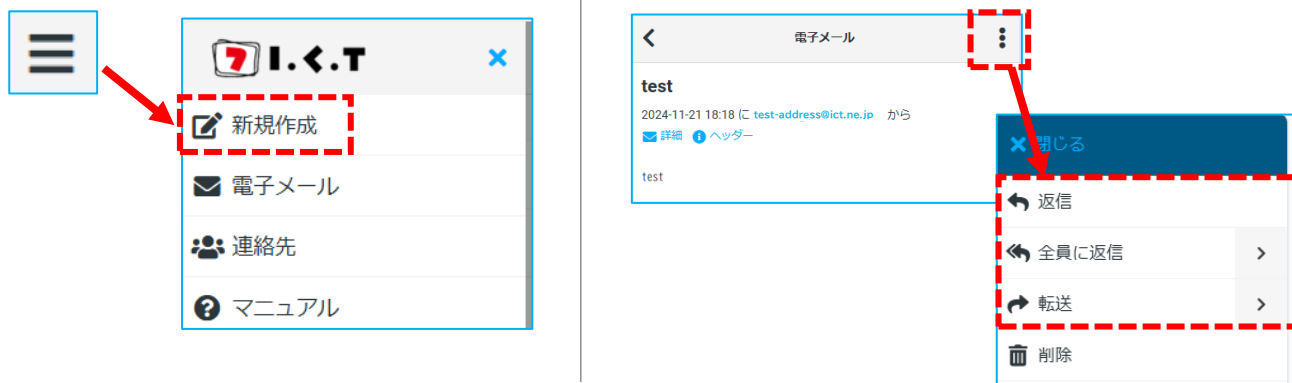 I.C.T
新規作成
電子メール
連絡先
マニュアル
電子メール
test
2024-11-21 18:18 に test-address@ict.ne.jp から
詳細 ヘッダー
test
閉じる
返信
全員に返信
転送
削除